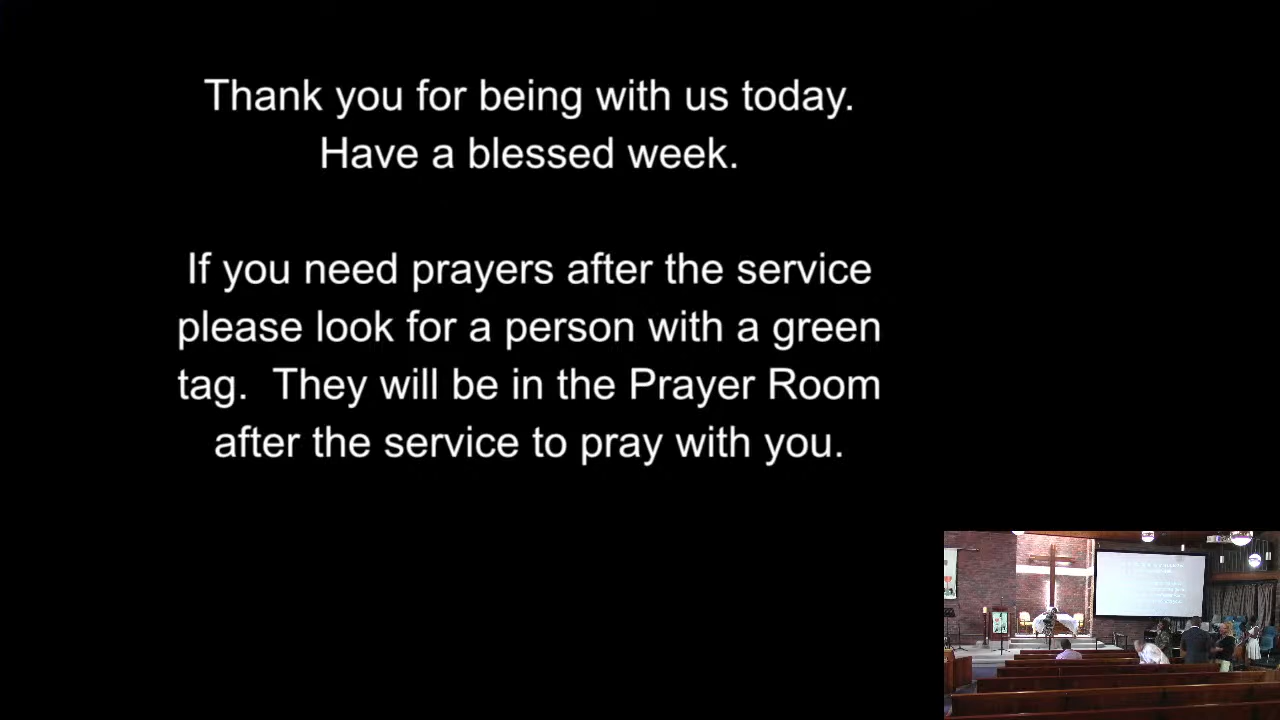 Thank you for being with us today.
Have a blessed week.
If you need prayers after the service
please look for a person with a green
tag.  They will be in the Prayer Room
after the service to pray with you.